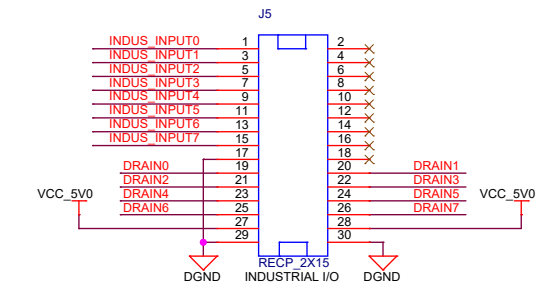 J5
INDUS_INPUT0 1 2
INDUS_INPUT1 3 4
INDUS_INPUT2 5 6
INDUS_INPUT3 7 8
INDUS_INPUT4 9 10
INDUS_INPUT5 11 12
INDUS_INPUT6 13 14
INDUS_INPUT7 15 16
17 18
DRAIN0 19 20 DRAIN1
DRAIN2 21 22 DRAIN3
VCC_5V0 DRAIN4 23 24 DRAIN5 VCC_5V0
DRAIN6 25 26 DRAIN7
27 28
29 30
RECP_2X15
DGND INDUSTRIAL I/O DGND